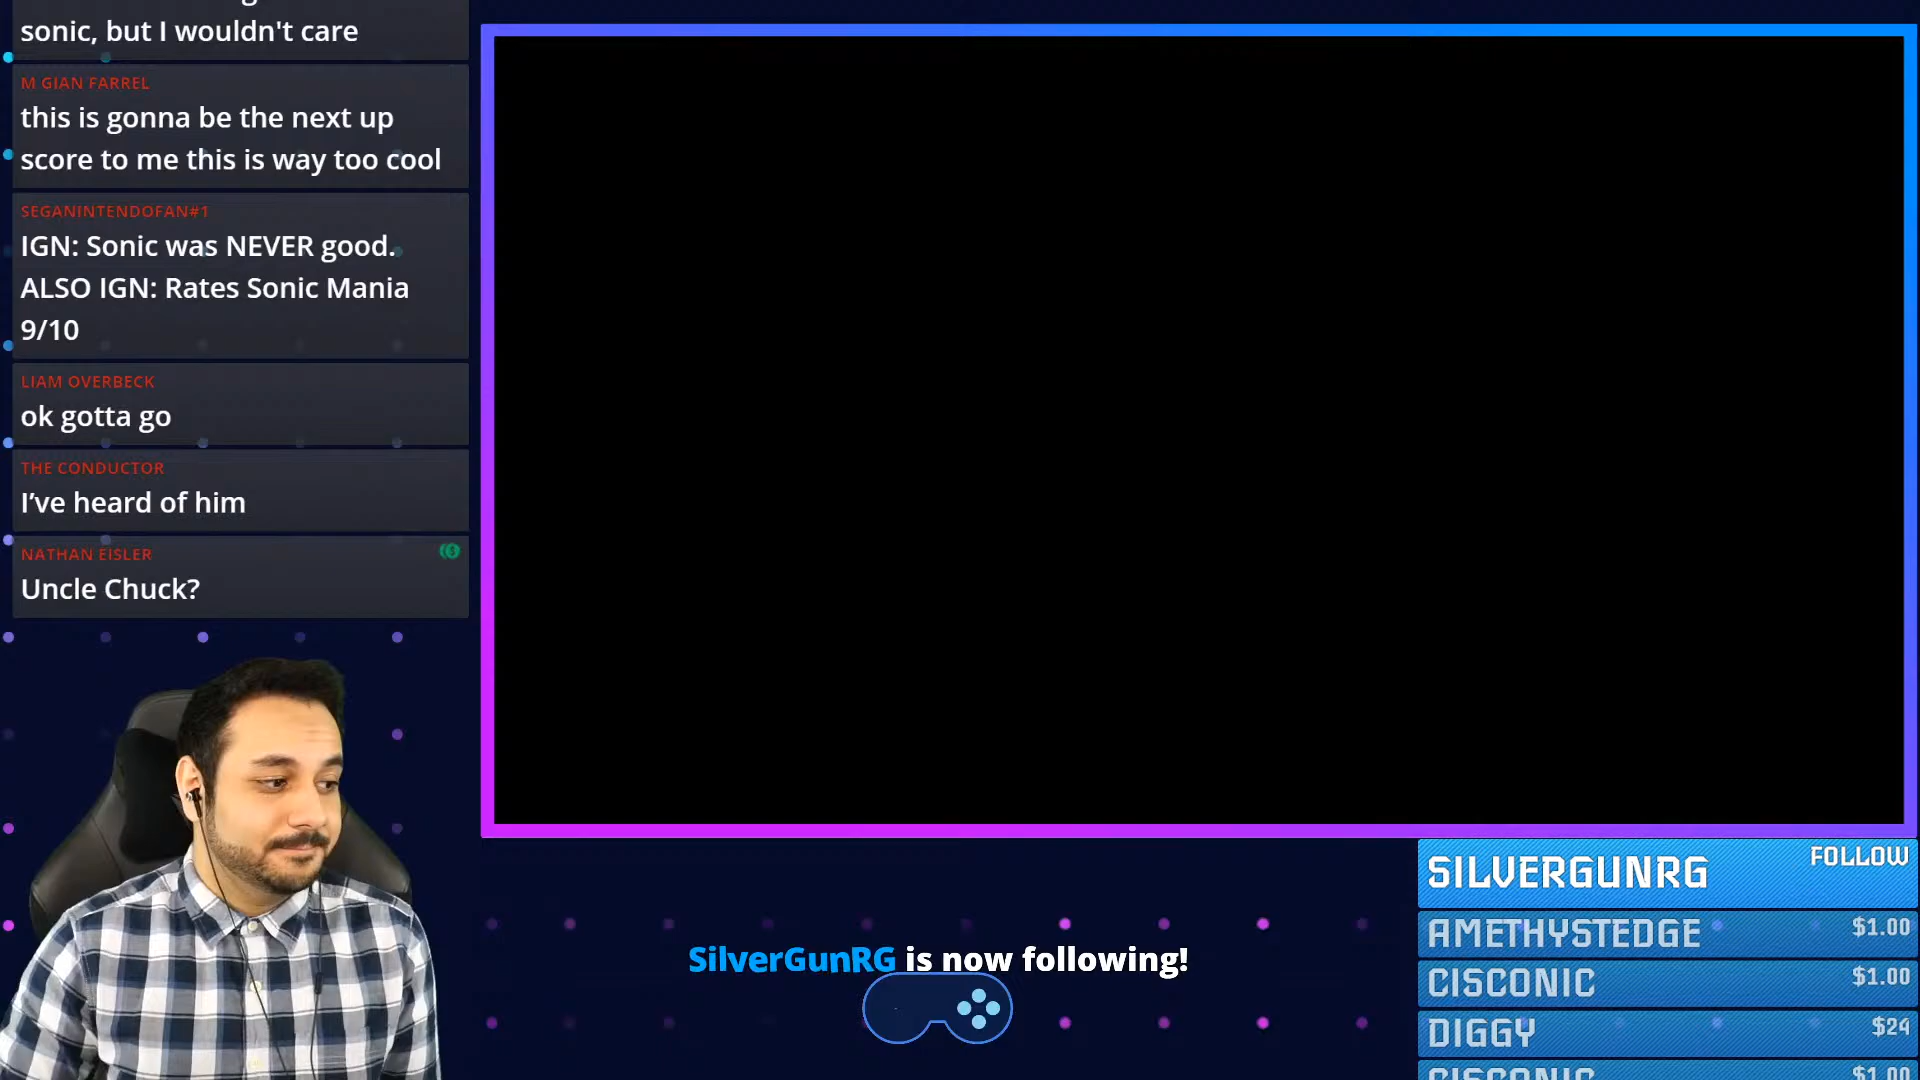 sonic, but I wouldn't care
M GIAN FARREL
this is gonna be the next up
score to me this is way too cool
SEGANINTENDOFAN#1
IGN: Sonic was NEVER good.
ALSO IGN: Rates Sonic Mania
9/10
LIAM OVERBECK
ok gotta go
THE CONDUCTOR
I’ve heard of him
NATHAN EISLER
Uncle Chuck?
SilverGunRG is now following!
SILVERGUNRG FOLLOW
AMETHYSTEDGE $1.00
CISCONIC $1.00
DIGGY $24
CISCONIC $1.00